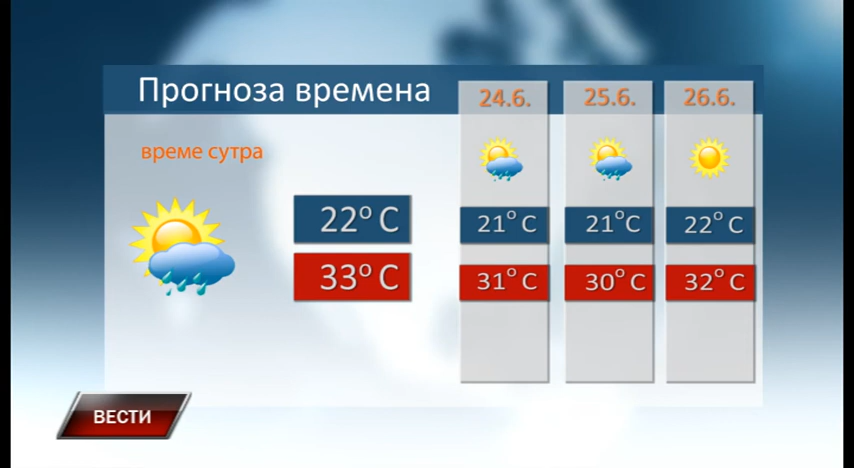 Прогноза времена
време сутра
22° C
33° C
24.6. 25.6. 26.6.
21° C 21°C 22° C
31° C 30° C 32° C
ВЕСТИ